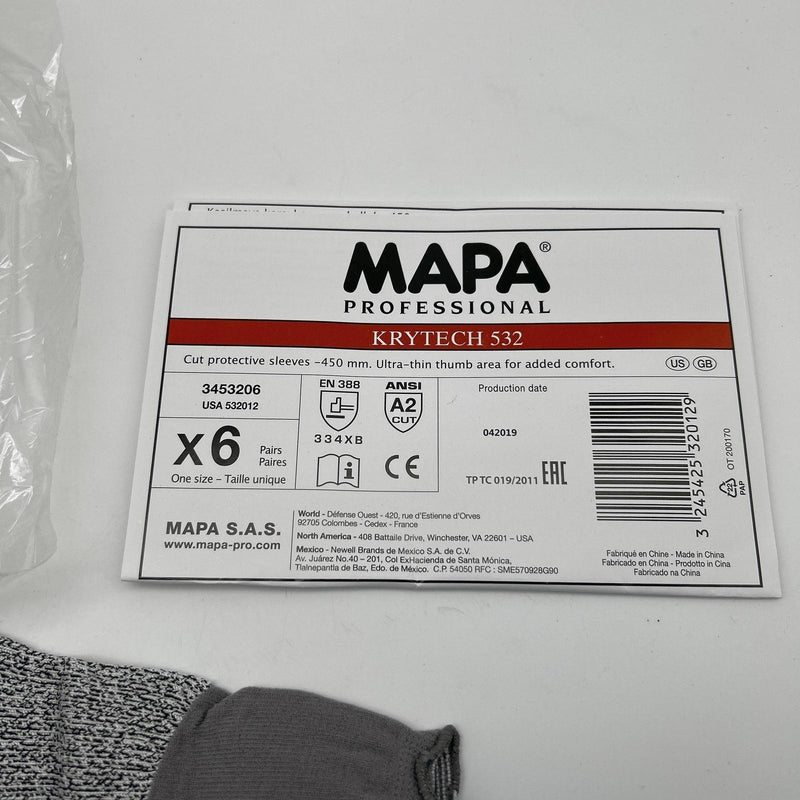 MAPA®
PROFESSIONAL
KRYTECH 532
Cut protective sleeves -450 mm. Ultra-thin thumb area for added comfort.
US GB
3453206
USA 532012
x6 Pairs
Paires
One size - Taille unique
EN 388
334XB
i
ANSI
A2
CUT
CE
Production date
042019
TP TC 019/2011 EAC
3 245425 320129
OT 200170
22
PAP
MAPA S.A.S.
www.mapa-pro.com
World - Défense Ouest - 420, rue d'Estienne d'Orves
92705 Colombes - Cedex - France
North America - 408 Battaile Drive, Winchester, VA 22601 - USA
Mexico - Newell Brands de Mexico S.A. de C.V.
Av. Juárez No.40 - 201, Col ExHacienda de Santa Mónica,
Tlalnepantla de Baz, Edo. de México. C.P. 54050 RFC : SME570928G90
Fabriqué en Chine - Made in China
Fabricado en China - Prodotto in Cina
Fabricado na China